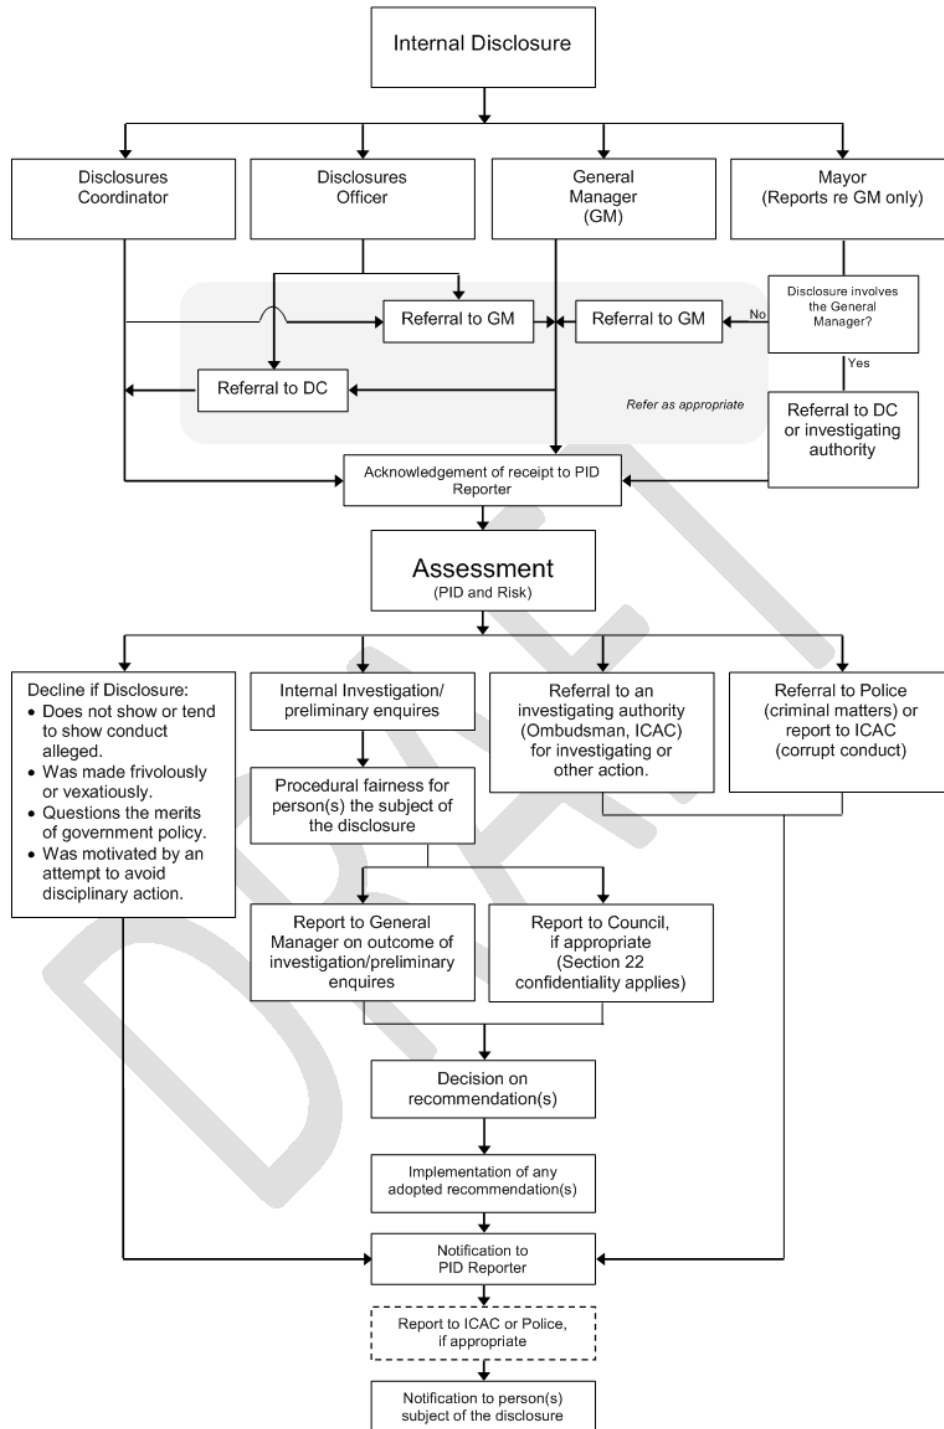 Internal Disclosure
Disclosures
Coordinator
Disclosures
Officer
General
Manager
(GM)
Mayor
(Reports re GM only)
Disclosure involves
the General
Manager?
Referral to GM
Referral to GM
No
Yes
Referral to DC
Refer as appropriate
Referral to DC
or investigating
authority
Acknowledgement of receipt to PID
Reporter
Assessment
(PID and Risk)
Decline if Disclosure:
• Does not show or tend
to show conduct
alleged.
• Was made frivolously
or vexatiously.
• Questions the merits
of government policy.
• Was motivated by an
attempt to avoid
disciplinary action.
Internal Investigation/
preliminary enquires
Referral to an
investigating authority
(Ombudsman, ICAC)
for investigating or
other action.
Referral to Police
(criminal matters) or
report to ICAC
(corrupt conduct)
Procedural fairness for
person(s) the subject of
the disclosure
Report to General
Manager on outcome of
investigation/preliminary
enquires
Report to Council,
if appropriate
(Section 22
confidentiality applies)
Decision on
recommendation(s)
Implementation of any
adopted recommendation(s)
Notification to
PID Reporter
Report to ICAC or Police,
if appropriate
Notification to person(s)
subject of the disclosure
DRAFT